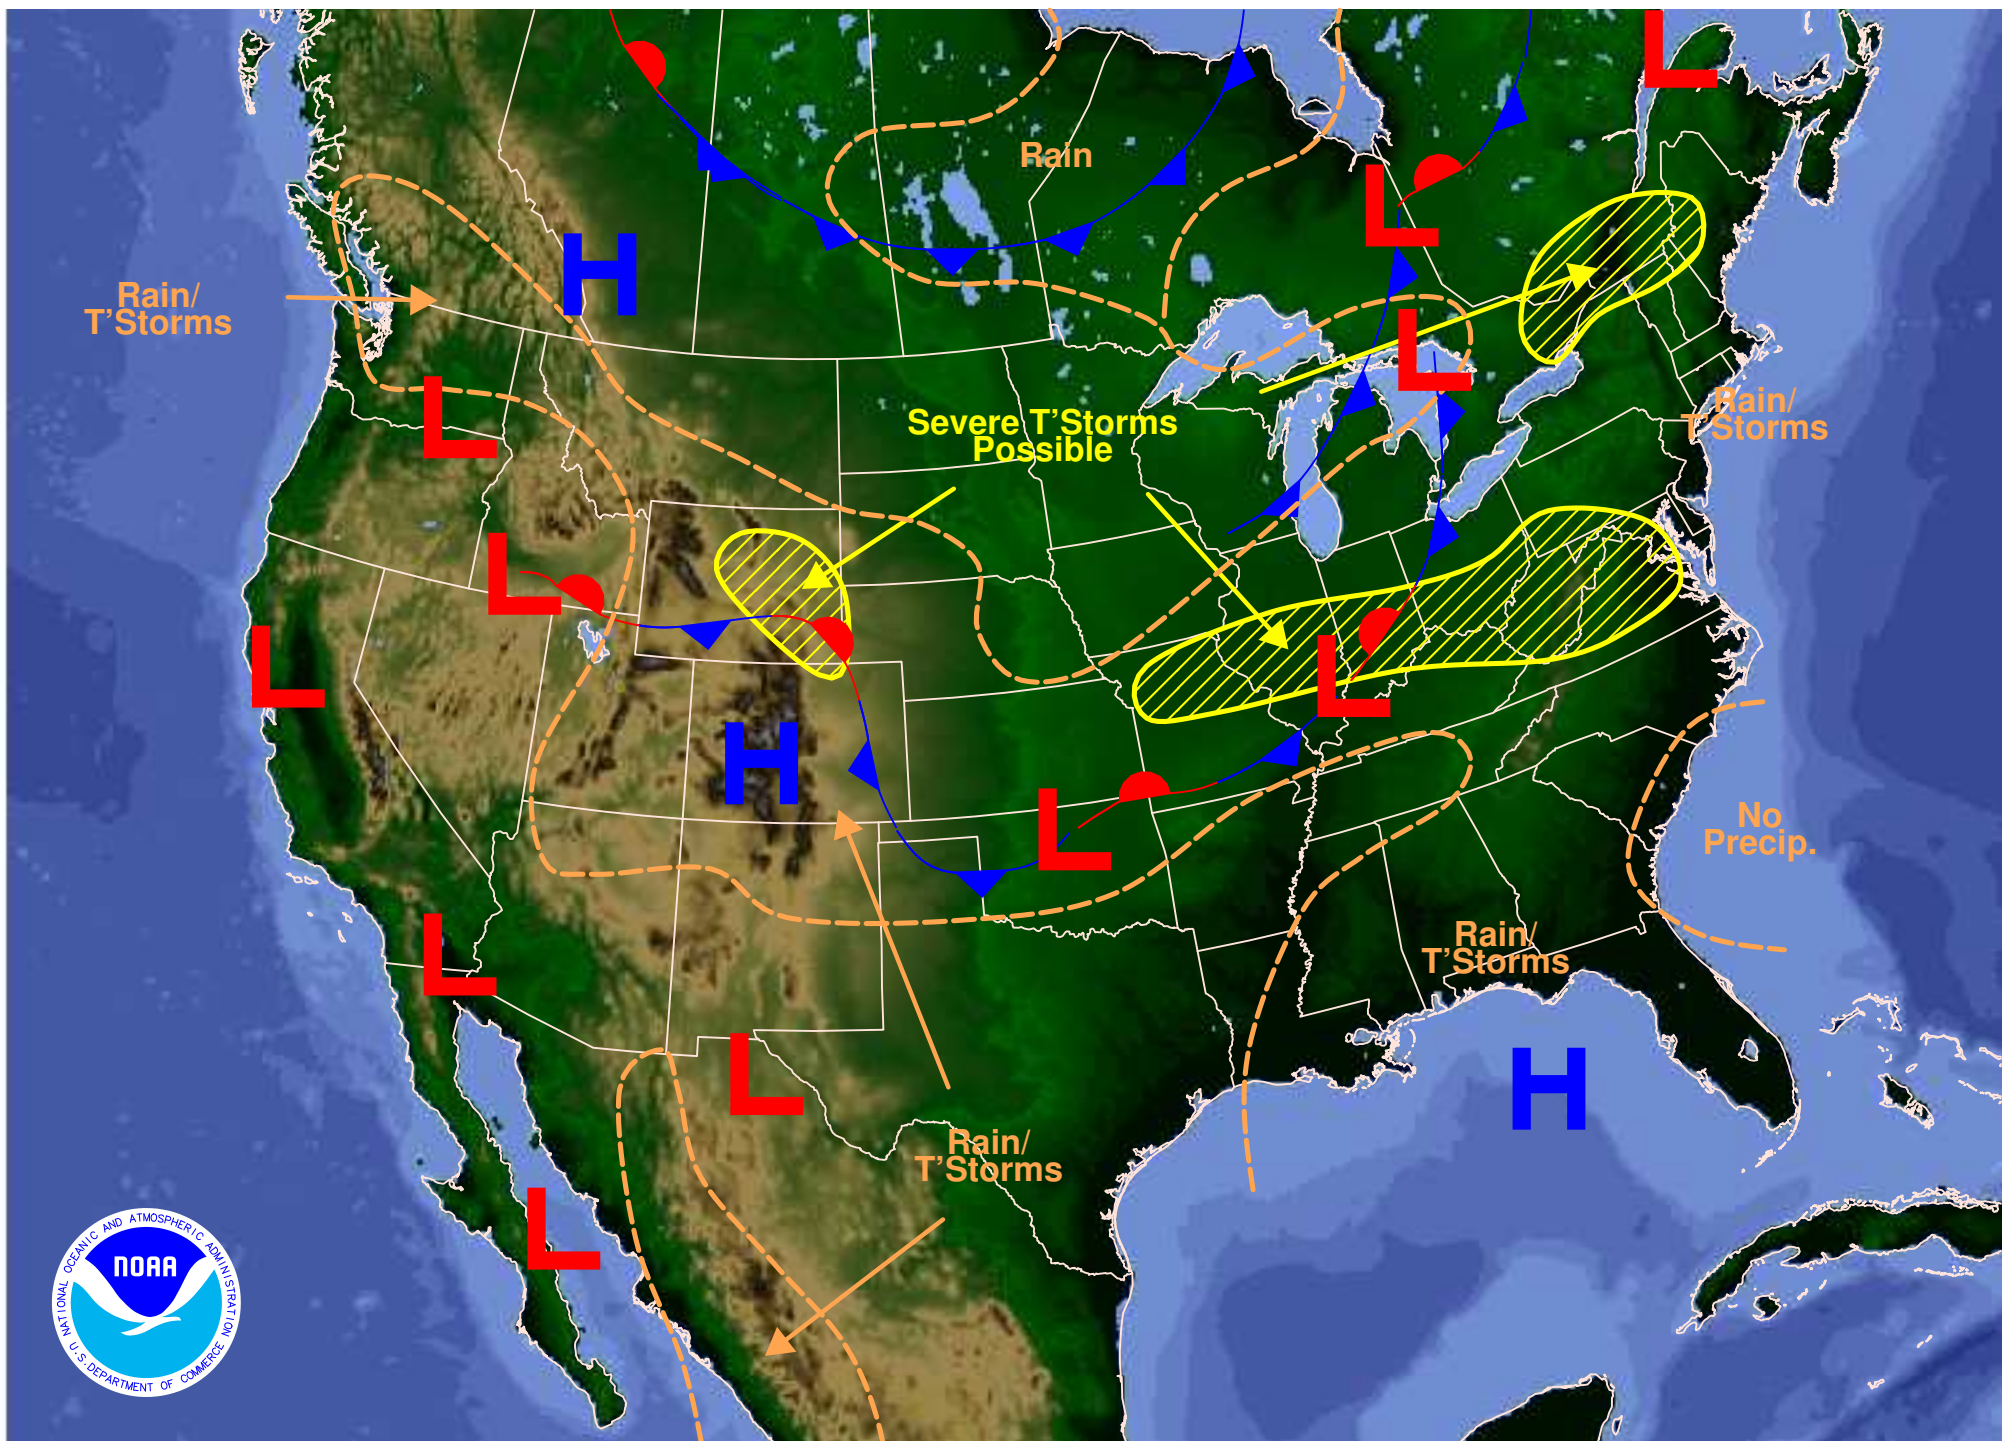 L
Rain
L
H
Rain/
T'Storms
L
L
Rain/
T'Storms
Severe T'Storms
Possible
L
L
L
L
H
L
No
Precip.
L
Rain/
T'Storms
L
H
Rain/
T'Storms
L
NATIONAL OCEANIC AND ATMOSPHERIC ADMINISTRATION
NOAA
U.S. DEPARTMENT OF COMMERCE